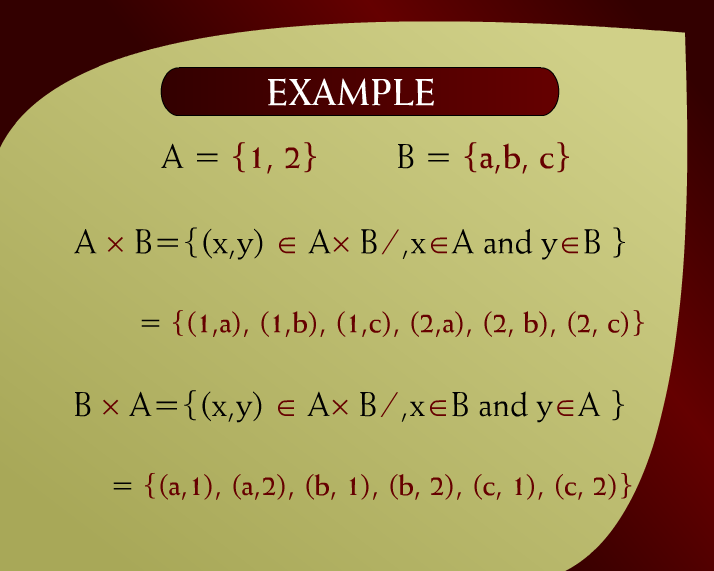 EXAMPLE
A = {1, 2} B = {a,b, c}
A × B={(x,y) ∈ A× B/,x∈A and y∈B }
= {(1,a), (1,b), (1,c), (2,a), (2, b), (2, c)}
B × A={(x,y) ∈ A× B/,x∈B and y∈A }
= {(a,1), (a,2), (b, 1), (b, 2), (c, 1), (c, 2)}